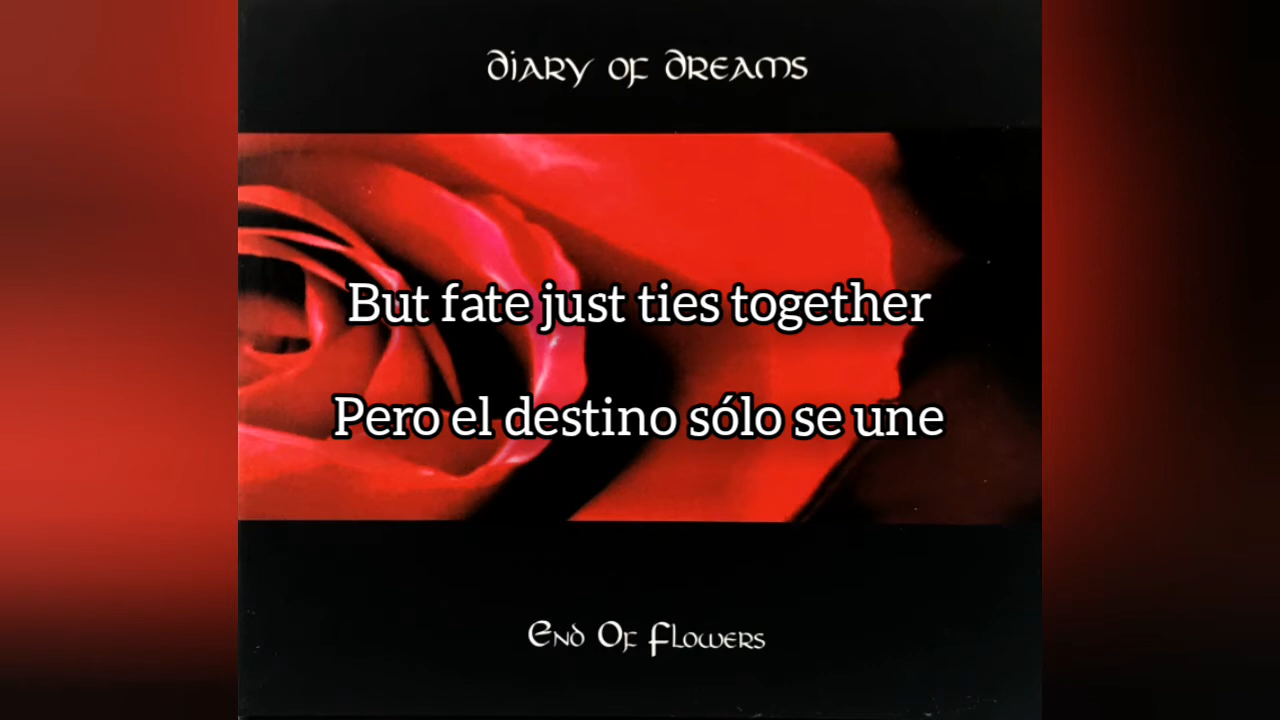 Diary of Dreams
But fate just ties together
Pero el destino sólo se une
End Of Flowers